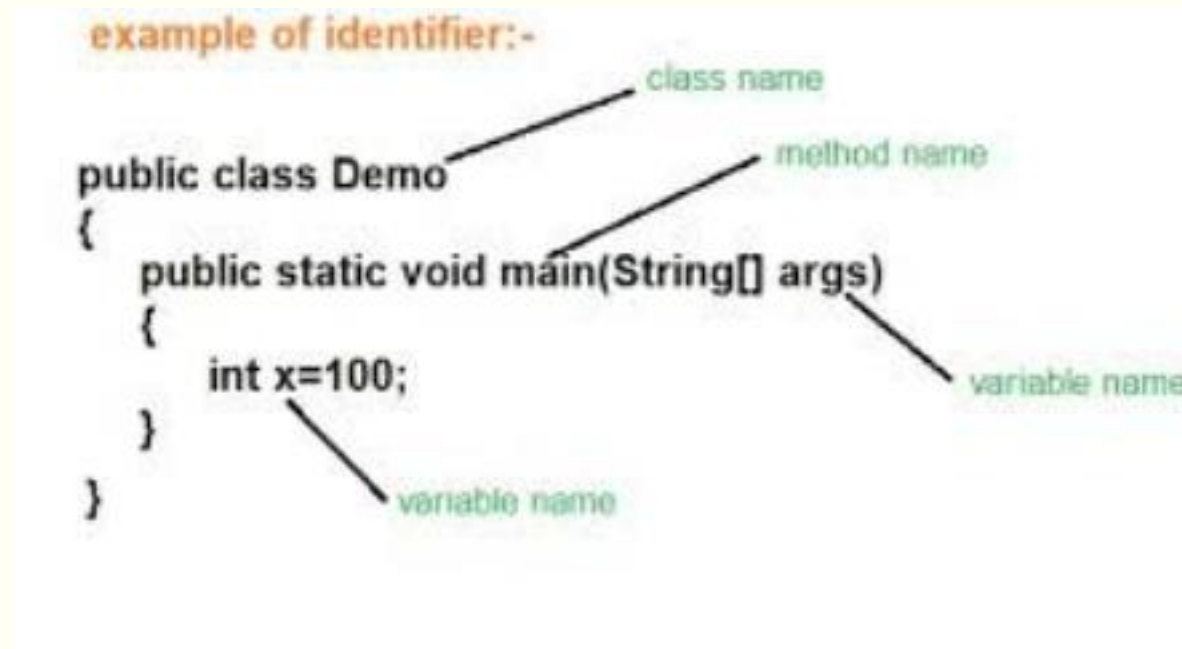 example of identifier:-
class name
method name
public class Demo
{
public static void main(String[] args)
{
int x=100;
variable name
}
}
variable name